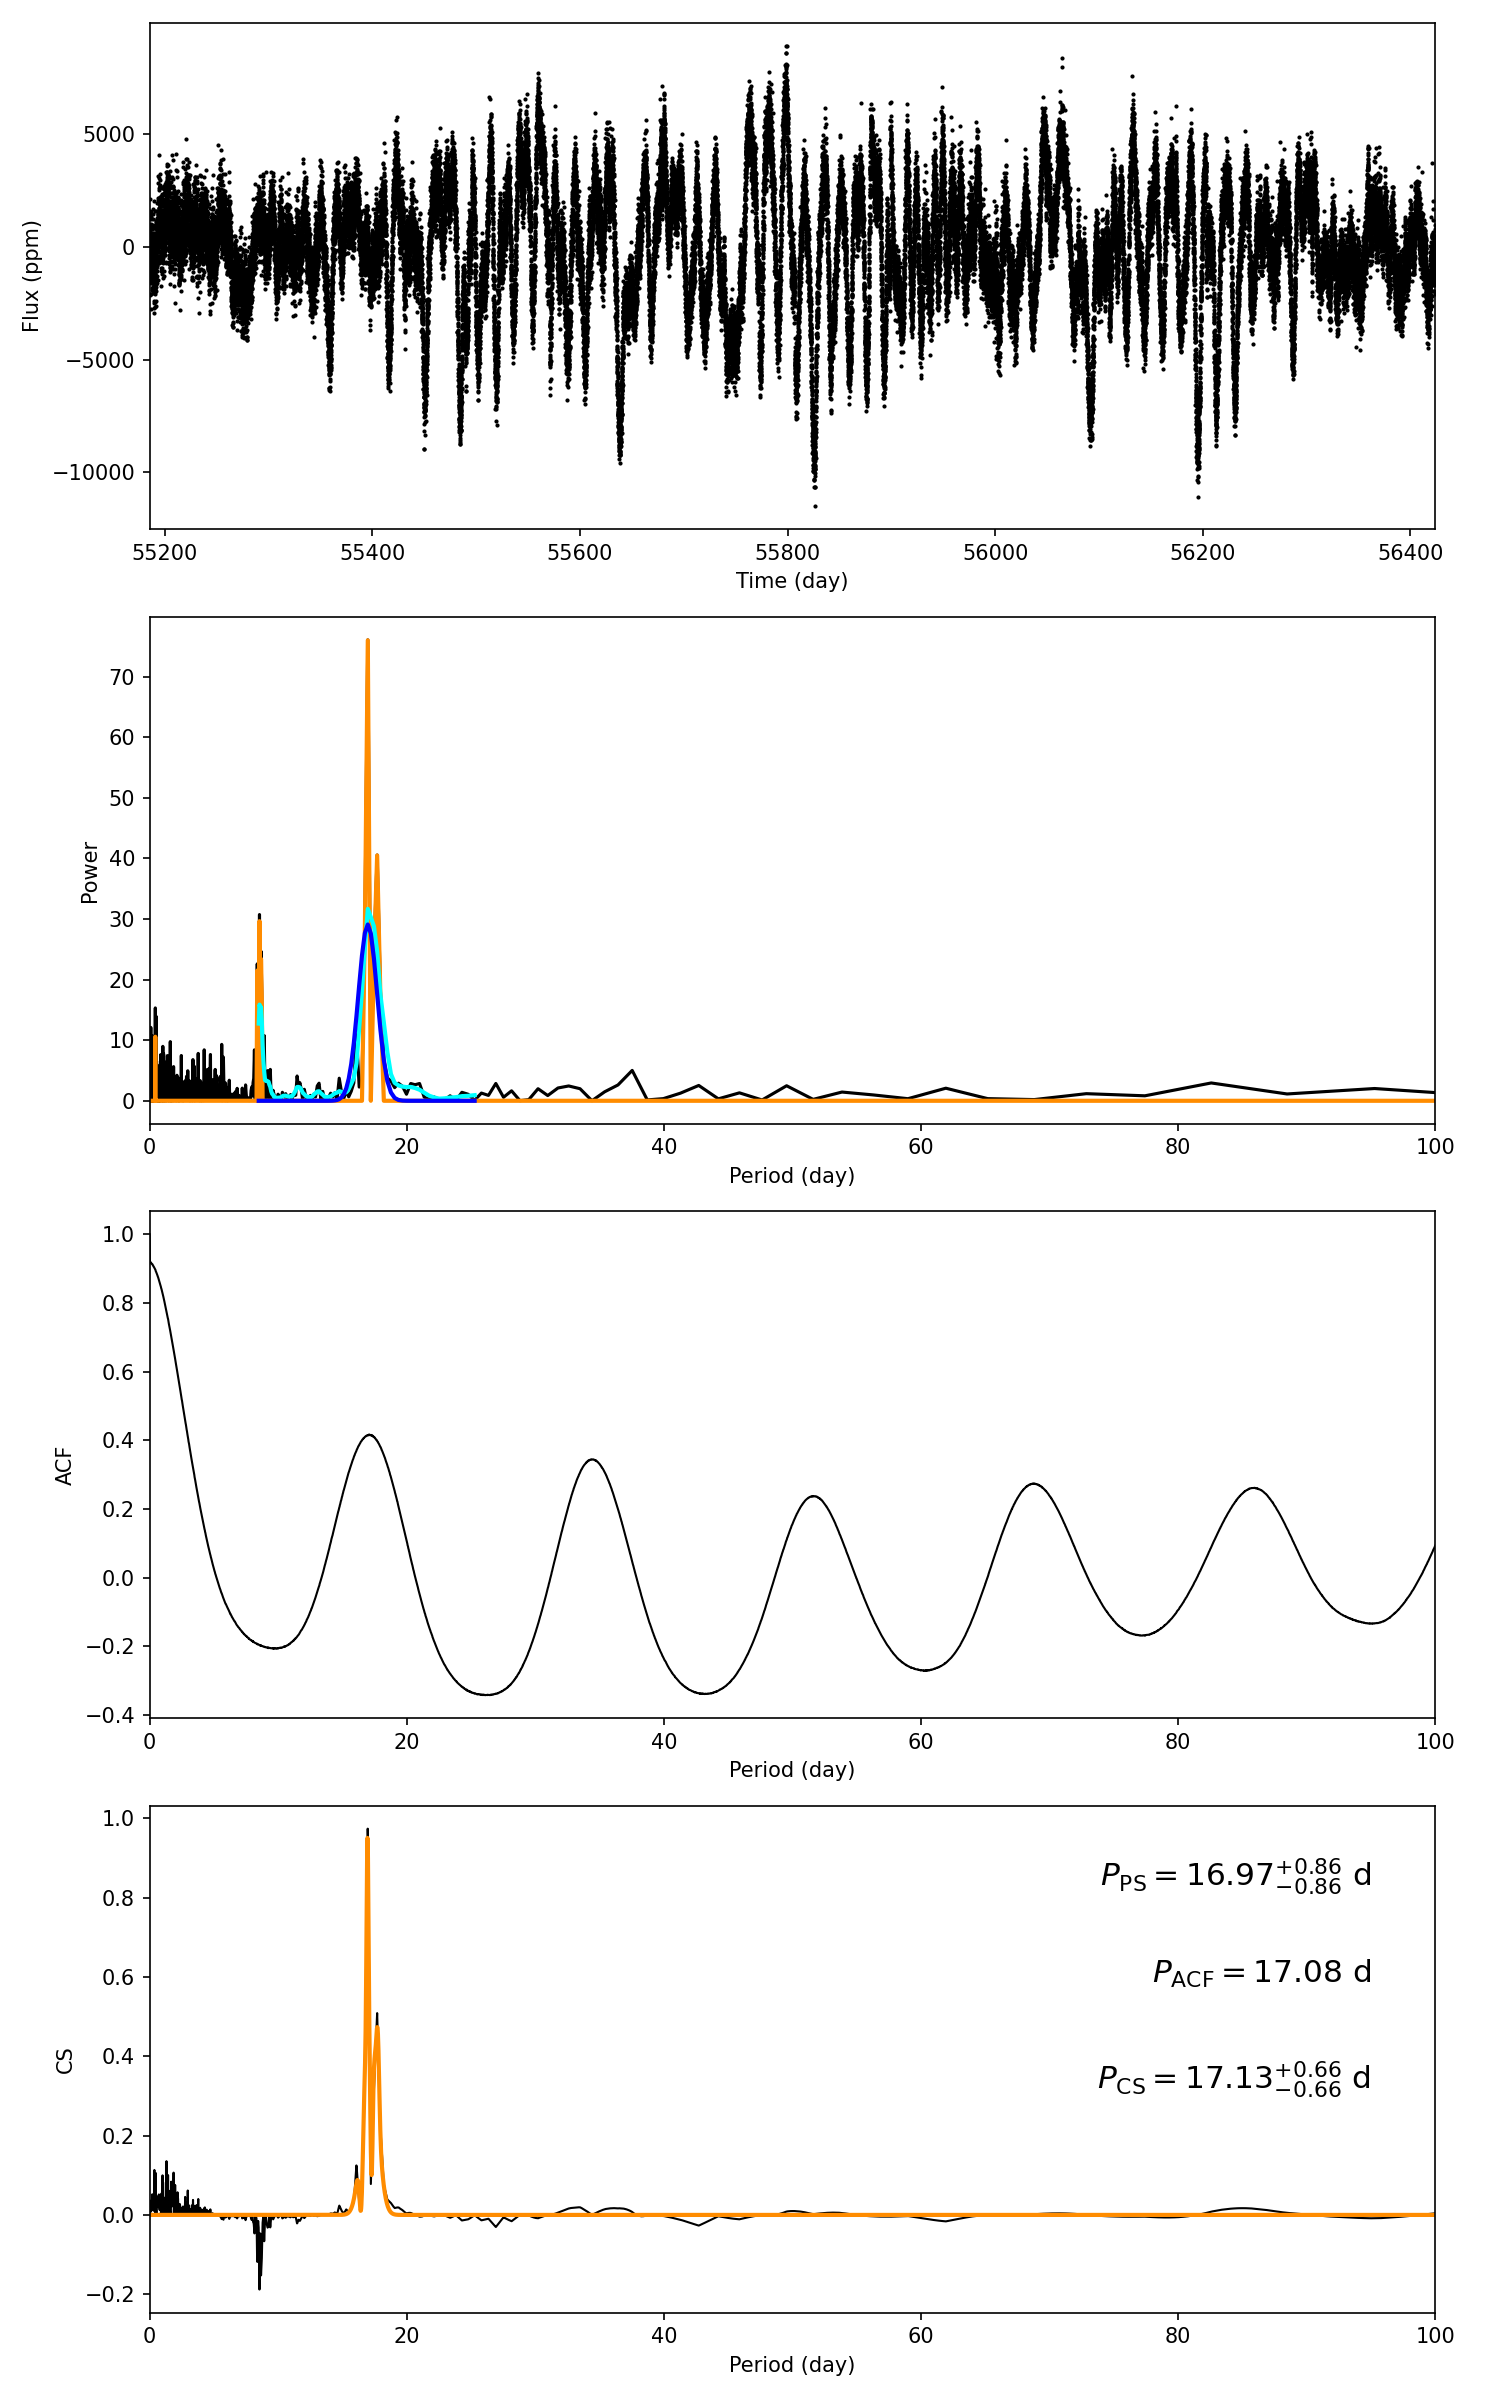 5000
0
−5000
−10000
Flux (ppm)
55200 55400 55600 55800 56000 56200 56400
Time (day)
70
60
50
40
30
20
10
0
Power
0 20 40 60 80 100
Period (day)
1.0
0.8
0.6
0.4
0.2
0.0
−0.2
−0.4
ACF
0 20 40 60 80 100
Period (day)
1.0
0.8
0.6
0.4
0.2
0.0
−0.2
CS
P_PS = 16.97 +0.86 −0.86 d
P_ACF = 17.08 d
P_CS = 17.13 +0.66 −0.66 d
0 20 40 60 80 100
Period (day)